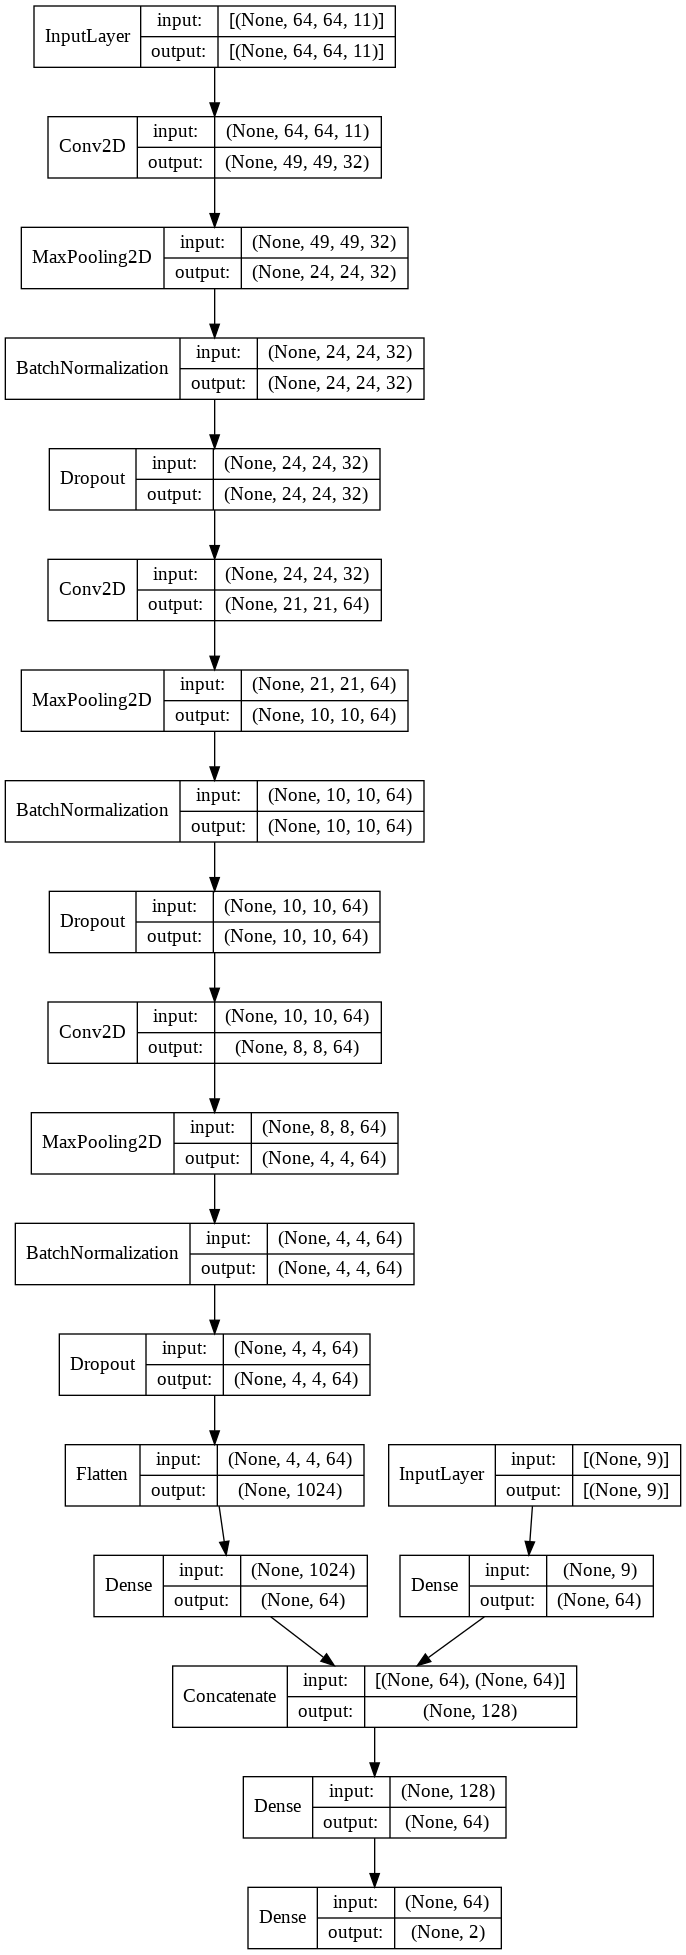 InputLayer
input: [(None, 64, 64, 11)]
output: [(None, 64, 64, 11)]
Conv2D
input: (None, 64, 64, 11)
output: (None, 49, 49, 32)
MaxPooling2D
input: (None, 49, 49, 32)
output: (None, 24, 24, 32)
BatchNormalization
input: (None, 24, 24, 32)
output: (None, 24, 24, 32)
Dropout
input: (None, 24, 24, 32)
output: (None, 24, 24, 32)
Conv2D
input: (None, 24, 24, 32)
output: (None, 21, 21, 64)
MaxPooling2D
input: (None, 21, 21, 64)
output: (None, 10, 10, 64)
BatchNormalization
input: (None, 10, 10, 64)
output: (None, 10, 10, 64)
Dropout
input: (None, 10, 10, 64)
output: (None, 10, 10, 64)
Conv2D
input: (None, 10, 10, 64)
output: (None, 8, 8, 64)
MaxPooling2D
input: (None, 8, 8, 64)
output: (None, 4, 4, 64)
BatchNormalization
input: (None, 4, 4, 64)
output: (None, 4, 4, 64)
Dropout
input: (None, 4, 4, 64)
output: (None, 4, 4, 64)
Flatten
input: (None, 4, 4, 64)
output: (None, 1024)
InputLayer
input: [(None, 9)]
output: [(None, 9)]
Dense
input: (None, 1024)
output: (None, 64)
Dense
input: (None, 9)
output: (None, 64)
Concatenate
input: [(None, 64), (None, 64)]
output: (None, 128)
Dense
input: (None, 128)
output: (None, 64)
Dense
input: (None, 64)
output: (None, 2)